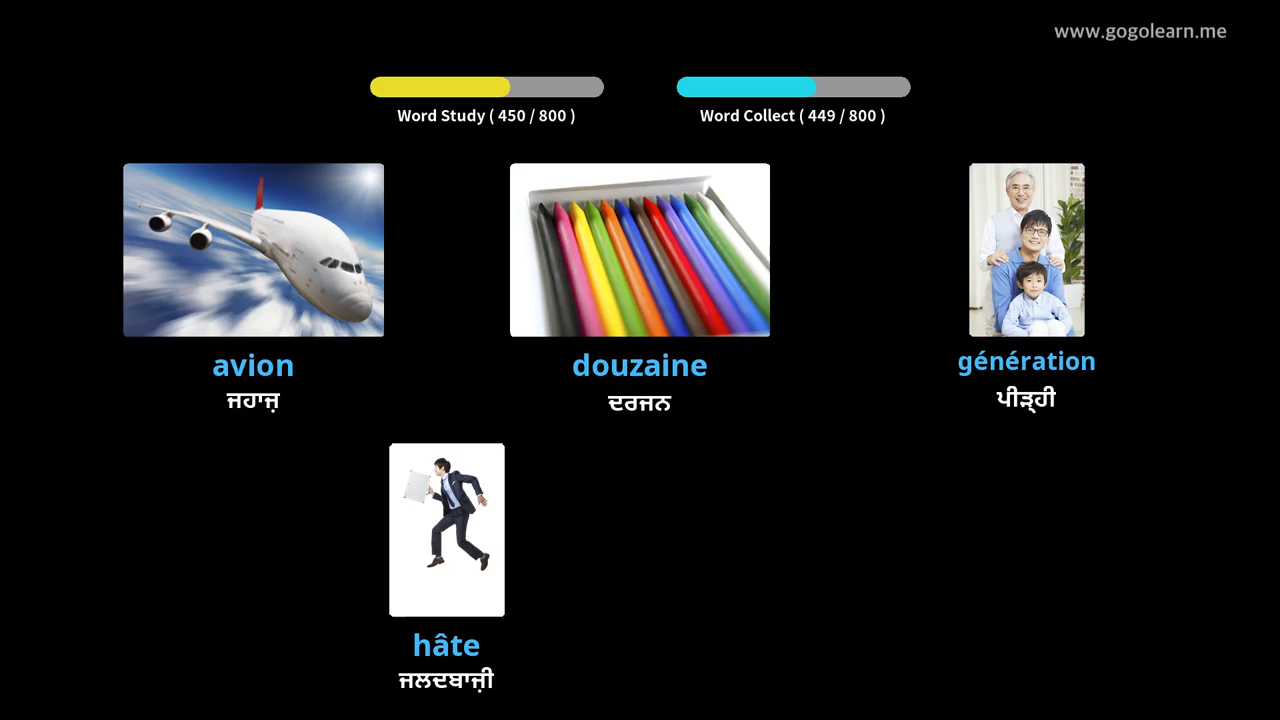 www.gogolearn.me
Word Study ( 450 / 800 )
Word Collect ( 449 / 800 )
avion
ਜਹਾਜ਼
douzaine
ਦਰਜਨ
génération
ਪੀੜ੍ਹੀ
hâte
ਜਲਦਬਾਜ਼ੀ